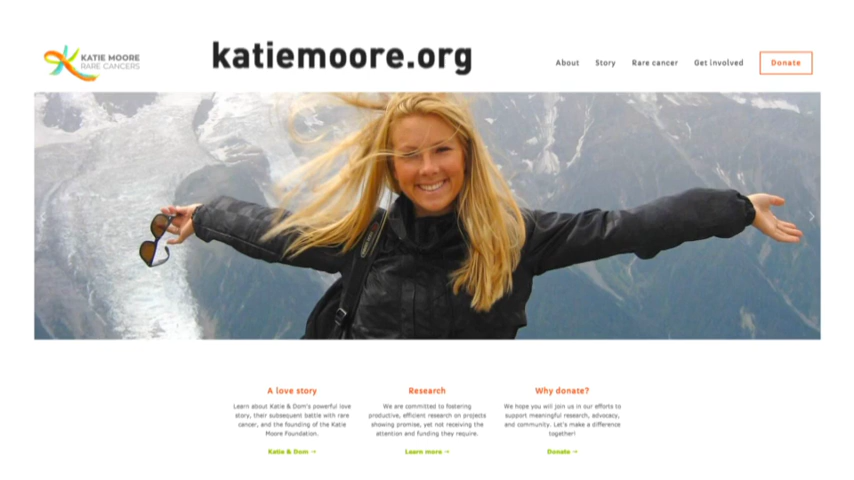 KATIE MOORE
RARE CANCERS
katiemoore.org
About Story Rare cancer Get involved Donate
A love story
Learn about Katie & Dom's powerful love
story, their subsequent battle with rare
cancer, and the founding of the Katie
Moore Foundation.
Katie & Dom →
Research
We are committed to fostering
productive, efficient research on projects
showing promise, yet not receiving the
attention and funding they require.
Learn more →
Why donate?
We hope you will join us in our efforts to
support meaningful research, advocacy,
and community. Let's make a difference
together!
Donate →